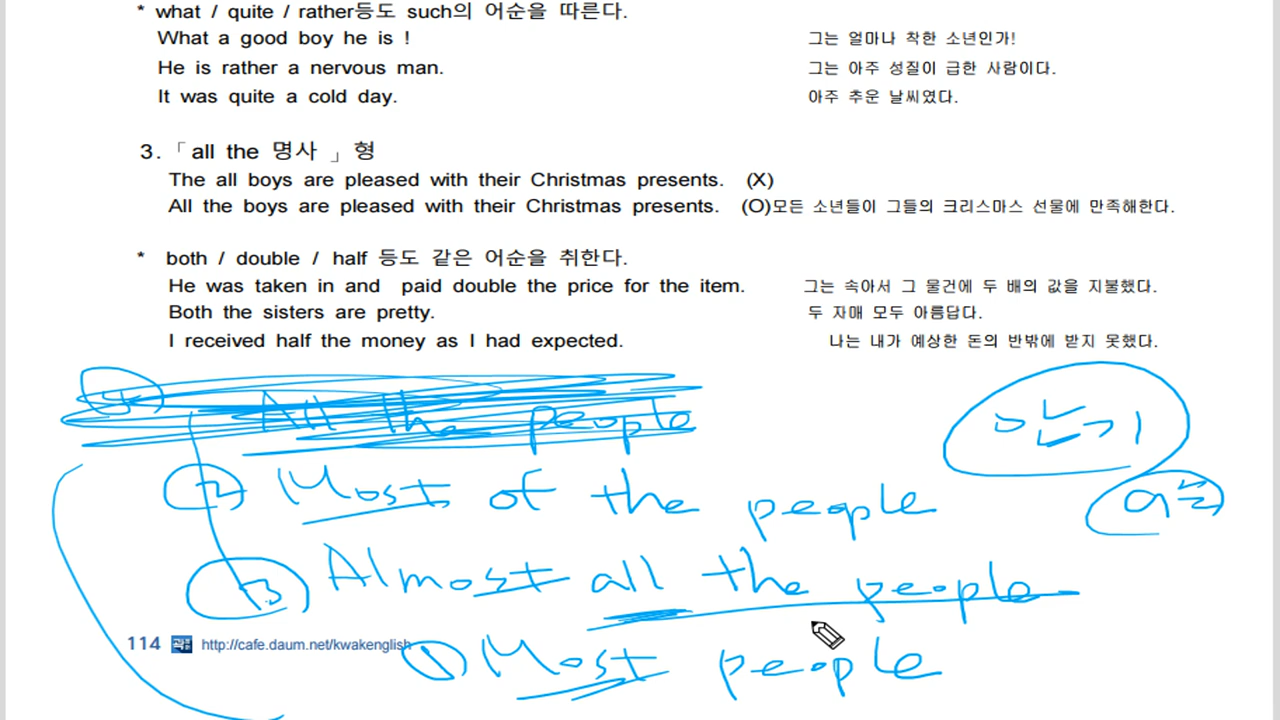 * what / quite / rather등도 such의 어순을 따른다.
What a good boy he is ! 그는 얼마나 착한 소년인가!
He is rather a nervous man. 그는 아주 성질이 급한 사람이다.
It was quite a cold day. 아주 추운 날씨였다.
3. 「 all the 명사 」 형
The all boys are pleased with their Christmas presents. (X)
All the boys are pleased with their Christmas presents. (O)모든 소년들이 그들의 크리스마스 선물에 만족해한다.
* both / double / half 등도 같은 어순을 취한다.
He was taken in and paid double the price for the item. 그는 속아서 그 물건에 두 배의 값을 지불했다.
Both the sisters are pretty. 두 자매 모두 아름답다.
I received half the money as I had expected. 나는 내가 예상한 돈의 반밖에 받지 못했다.
All the people
② Most of the people
③ Almost all the people
114 http://cafe.daum.net/kwakenglish
① Most people